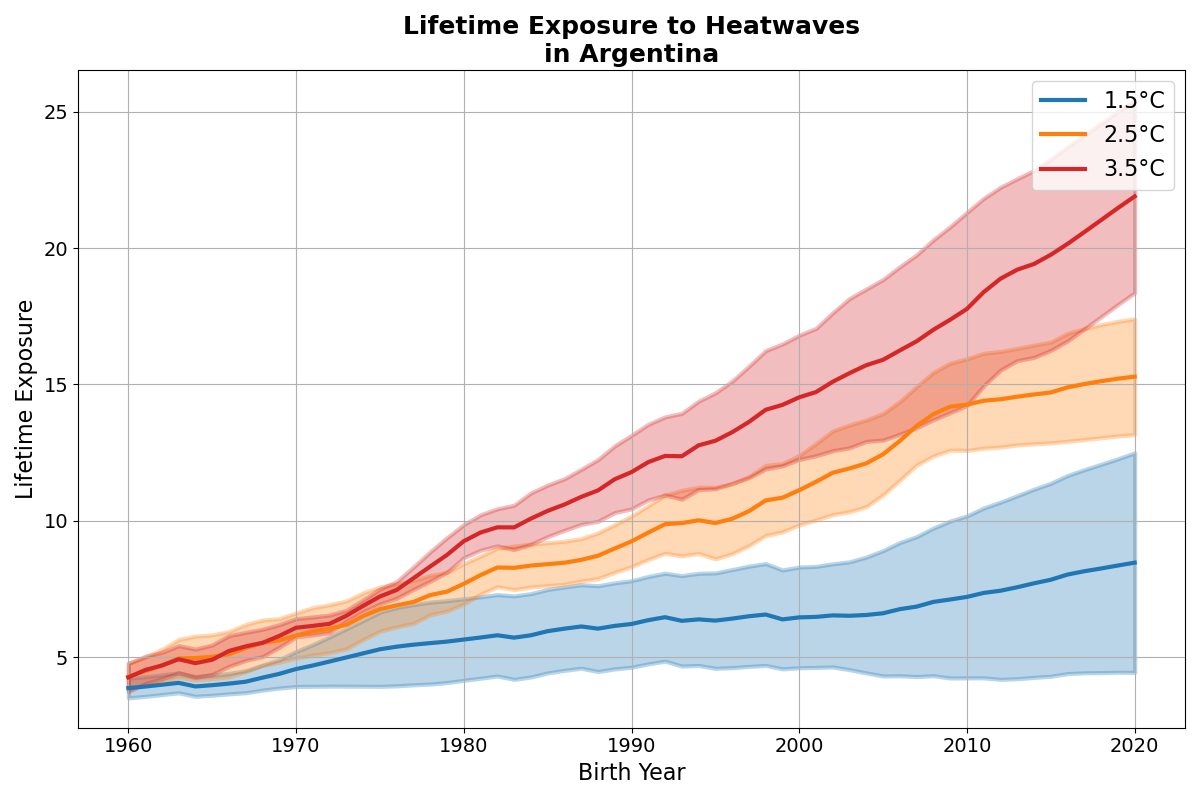 Lifetime Exposure to Heatwaves
in Argentina
1.5°C
2.5°C
3.5°C
Lifetime Exposure
25
20
15
10
5
1960 1970 1980 1990 2000 2010 2020
Birth Year